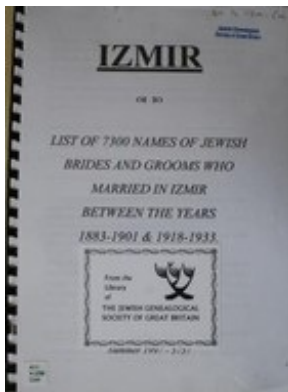 IZMIR
LIST OF 7300 NAMES OF JEWISH
BRIDES AND GROOMS WHO
MARRIED IN IZMIR
BETWEEN THE YEARS
1883-1901 & 1918-1933.
From the
Library
of
THE JEWISH GENEALOGICAL
SOCIETY OF GREAT BRITAIN